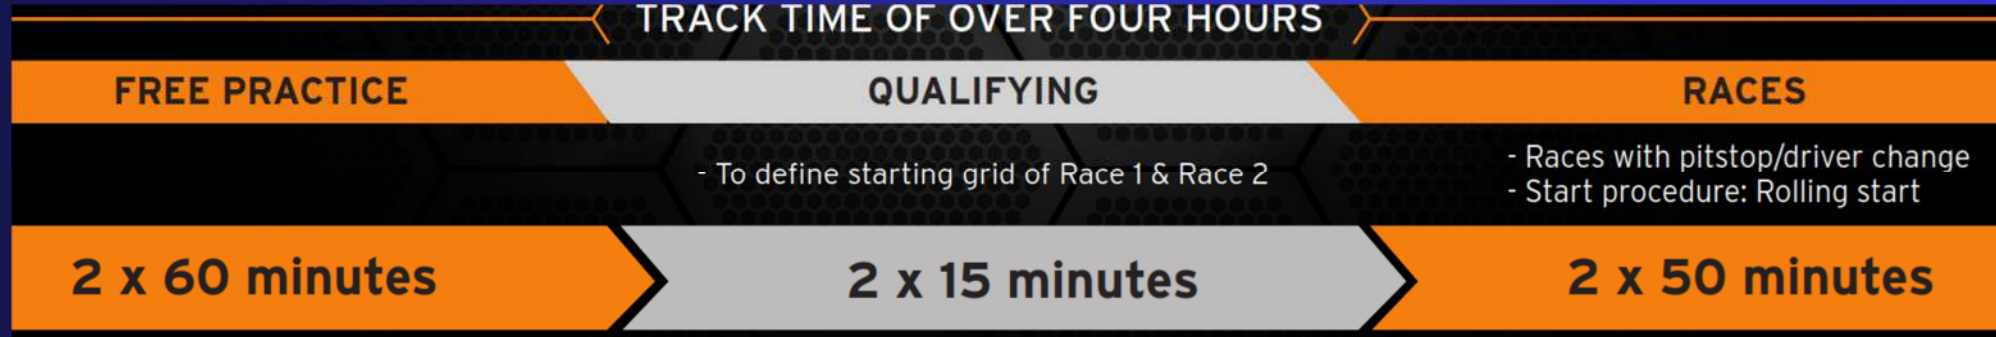 TRACK TIME OF OVER FOUR HOURS
FREE PRACTICE
QUALIFYING
RACES
- To define starting grid of Race 1 & Race 2
- Races with pitstop/driver change
- Start procedure: Rolling start
2 x 60 minutes
2 x 15 minutes
2 x 50 minutes